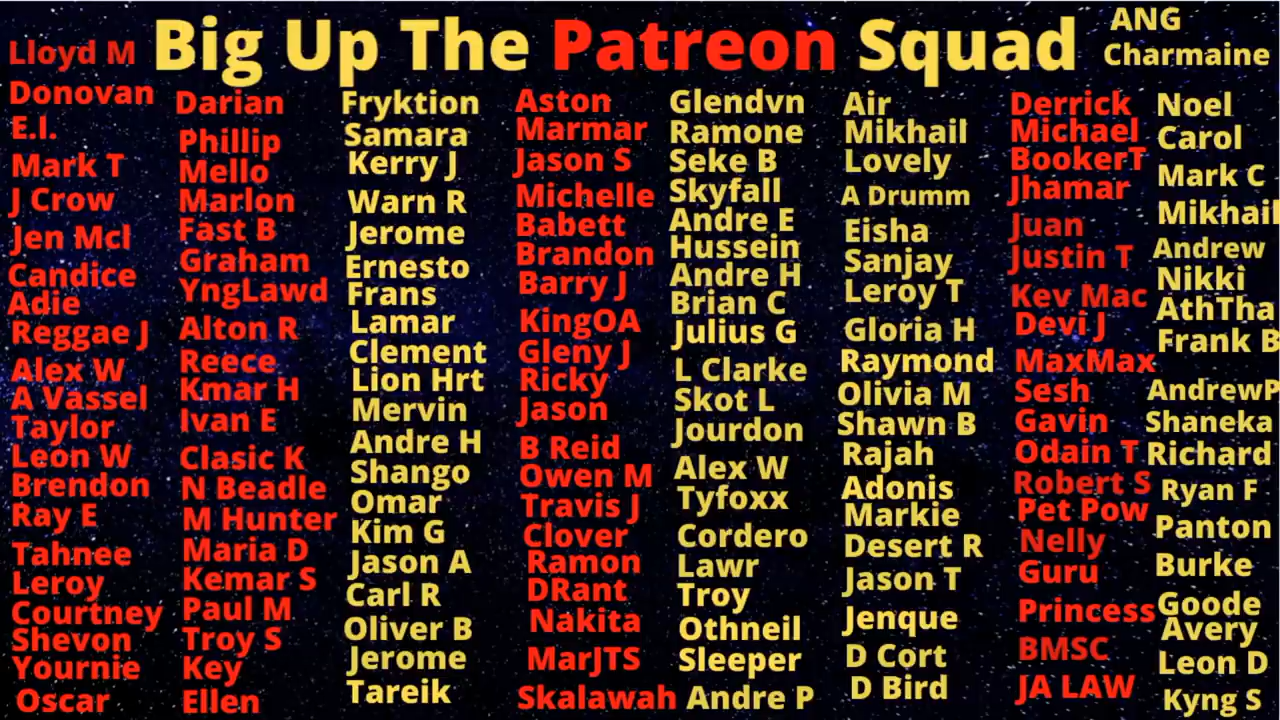 Big Up The Patreon Squad
Lloyd M
Donovan
E.I.
Mark T
J Crow
Jen Mcl
Candice
Adie
Reggae J
Alex W
A Vassel
Taylor
Leon W
Brendon
Ray E
Tahnee
Leroy
Courtney
Shevon
Yournie
Oscar
Darian
Phillip
Mello
Marlon
Fast B
Graham
YngLawd
Alton R
Reece
Kmar H
Ivan E
Clasic K
N Beadle
M Hunter
Maria D
Kemar S
Paul M
Troy S
Key
Ellen
Fryktion
Samara
Kerry J
Warn R
Jerome
Ernesto
Frans
Lamar
Clement
Lion Hrt
Mervin
Andre H
Shango
Omar
Kim G
Jason A
Carl R
Oliver B
Jerome
Tareik
Aston
Marmar
Jason S
Michelle
Babett
Brandon
Barry J
KingOA
Gleny J
Ricky
Jason
B Reid
Owen M
Travis J
Clover
Ramon
DRant
Nakita
MarJTS
Skalawah
Glendvn
Ramone
Seke B
Skyfall
Andre E
Hussein
Andre H
Brian C
Julius G
L Clarke
Skot L
Jourdon
Alex W
Tyfoxx
Cordero
Lawr
Troy
Othneil
Sleeper
Andre P
Air
Mikhail
Lovely
A Drumm
Eisha
Sanjay
Leroy T
Gloria H
Raymond
Olivia M
Shawn B
Rajah
Adonis
Markie
Desert R
Jason T
Jenque
D Cort
D Bird
Derrick
Michael
BookerT
Jhamar
Juan
Justin T
Kev Mac
Devi J
MaxMax
Sesh
Gavin
Odain T
Robert S
Pet Pow
Nelly
Guru
Princess
BMSC
JA LAW
ANG
Charmaine
Noel
Carol
Mark C
Mikhail
Andrew
Nikki
AthTha
Frank B
AndrewP
Shaneka
Richard
Ryan F
Panton
Burke
Goode
Avery
Leon D
Kyng S